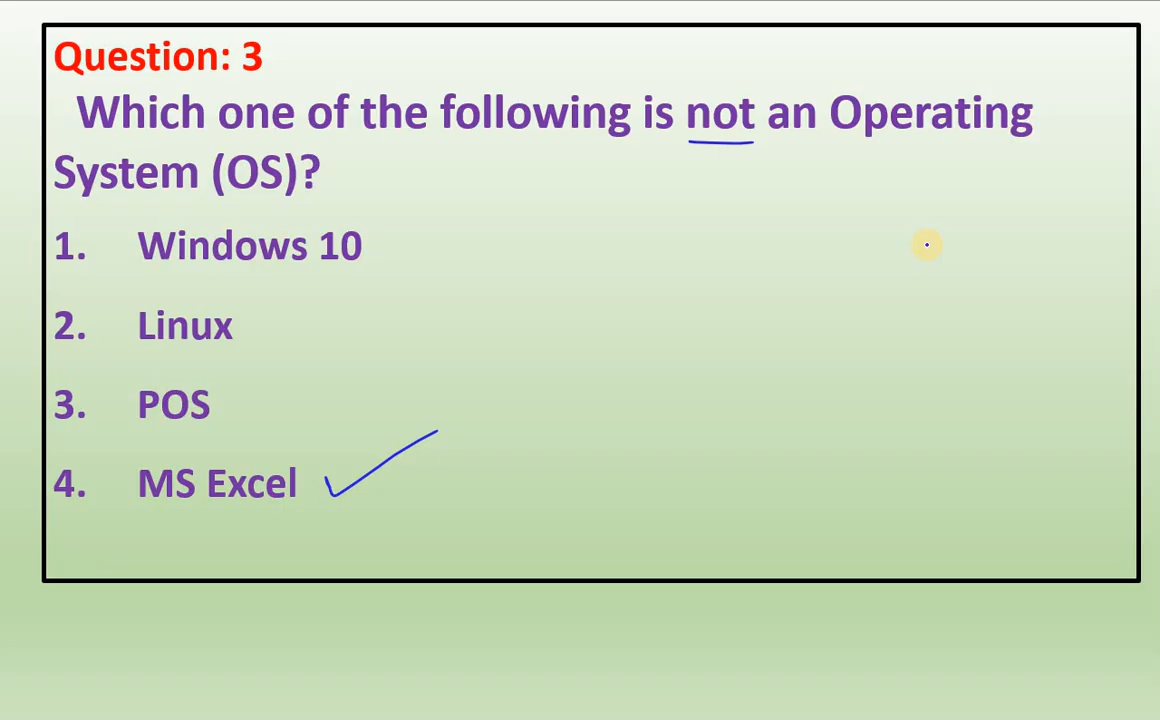 Question: 3
Which one of the following is not an Operating
System (OS)?
1. Windows 10
2. Linux
3. POS
4. MS Excel